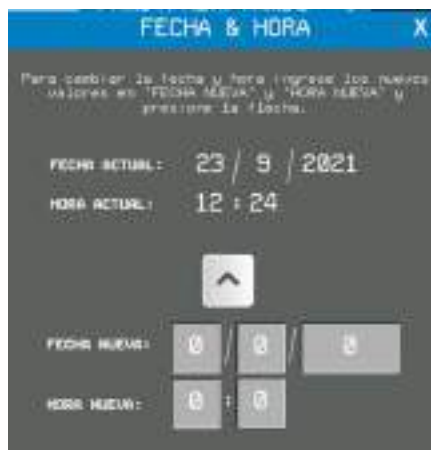 FECHA & HORA X
Para cambiar la fecha y hora ingrese los nuevos
valores en "FECHA NUEVA" y "HORA NUEVA" y
presione la flecha.
FECHA ACTUAL: 23 / 9 / 2021
HORA ACTUAL: 12 : 24
FECHA NUEVA: 0 / 0 / 0
HORA NUEVA: 0 : 0